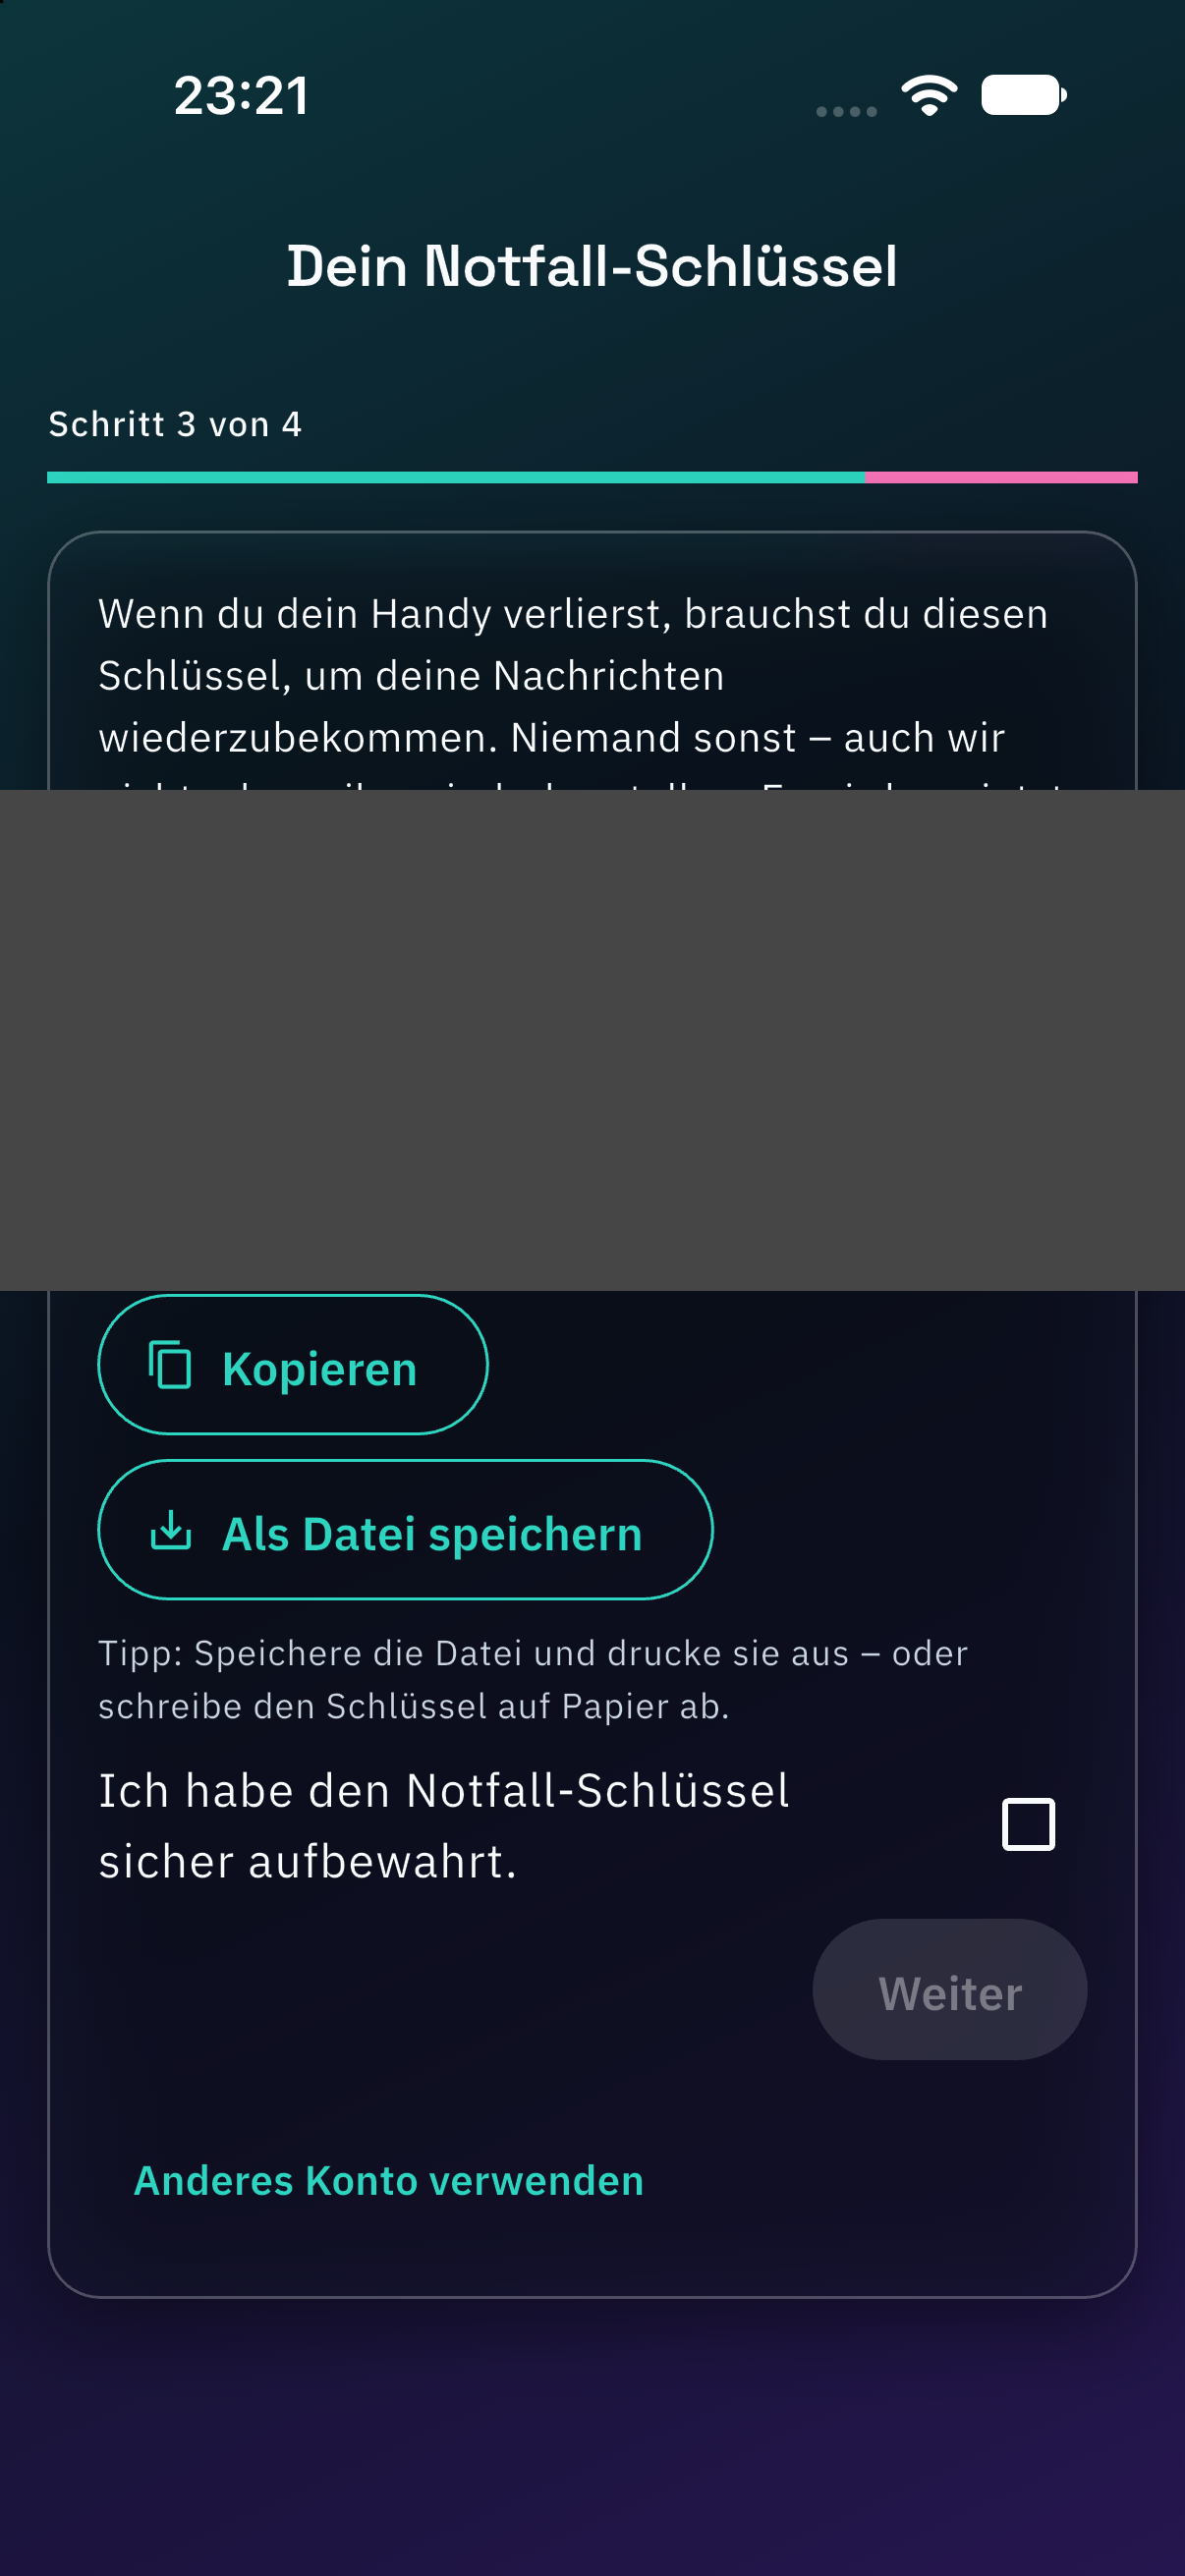 23:21
Dein Notfall-Schlüssel
Schritt 3 von 4
Wenn du dein Handy verlierst, brauchst du diesen
Schlüssel, um deine Nachrichten
wiederzubekommen. Niemand sonst – auch wir
Kopieren
Als Datei speichern
Tipp: Speichere die Datei und drucke sie aus – oder
schreibe den Schlüssel auf Papier ab.
Ich habe den Notfall-Schlüssel
sicher aufbewahrt.
Weiter
Anderes Konto verwenden